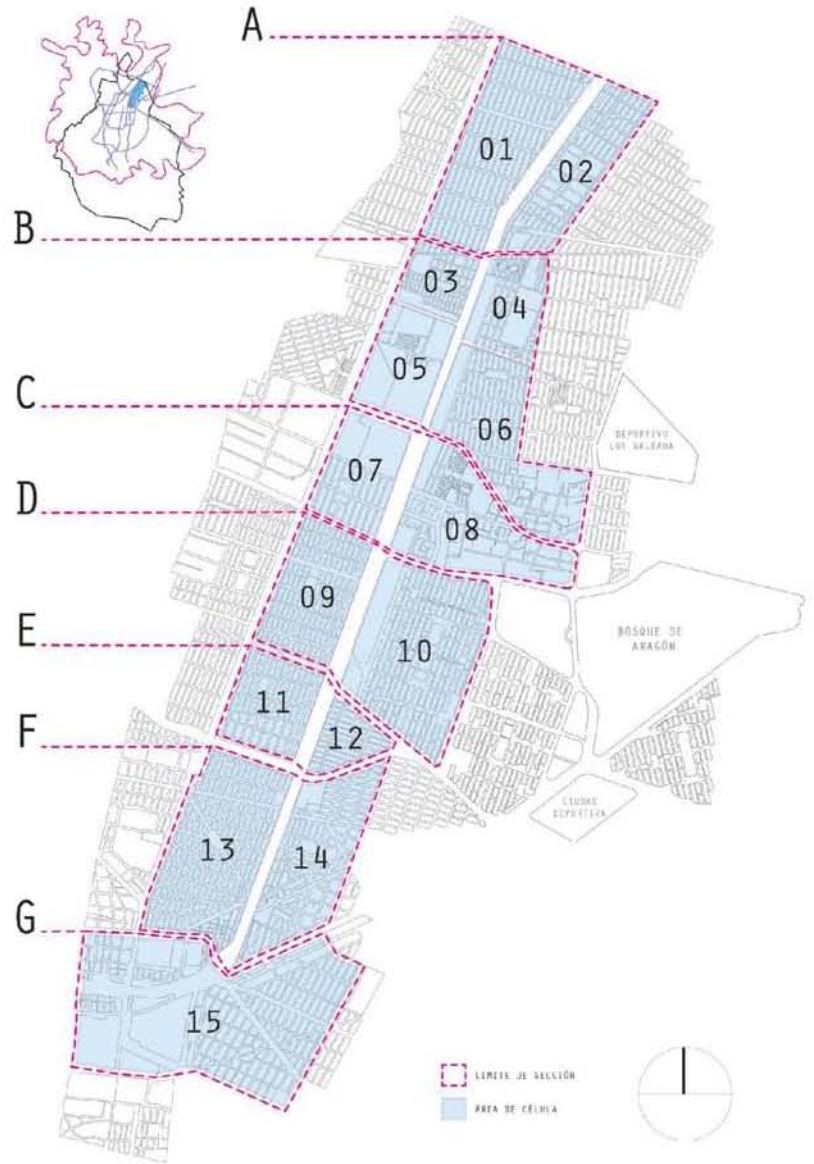 A
01
02
B
03
04
05
C
06
DEPORTIVO
LOS GALEANA
07
D
08
09
E
10
BOSQUE DE
ARAGÓN
11
F
12
CIUDAD
DEPORTIVA
13
14
G
15
LÍMITE DE SECCIÓN
ÁREA DE CÉLULA